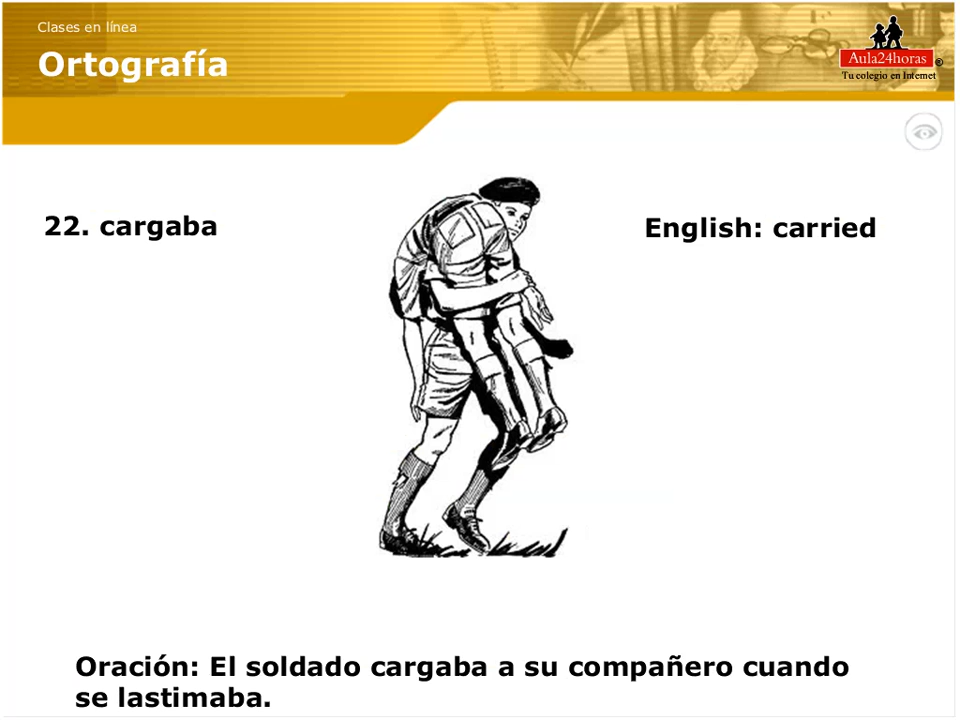 Clases en línea
Ortografía
Aula24horas
®
Tu colegio en Internet
22. cargaba
English: carried
Oración: El soldado cargaba a su compañero cuando
se lastimaba.